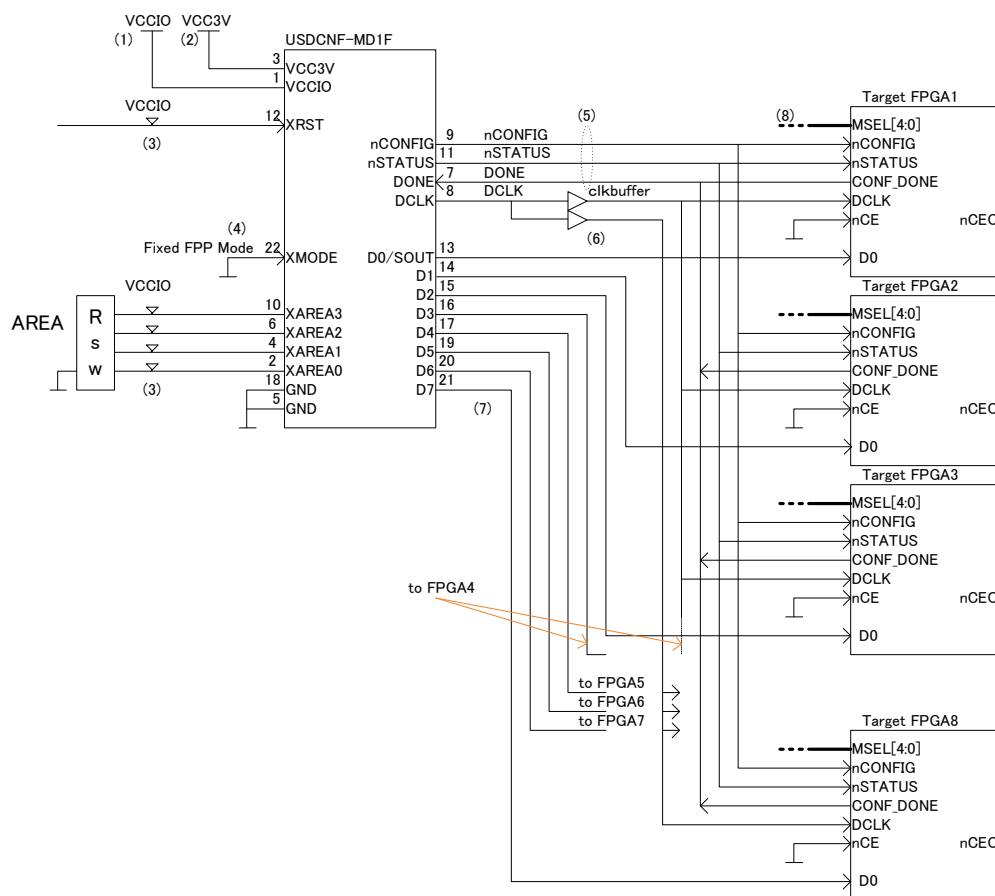 VCCIO VCC3V
(1) (2)
USDCNF-MD1F
3 VCC3V
1 VCCIO
VCCIO
12 XRST
(3)
nCONFIG 9 nCONFIG
nSTATUS 11 nSTATUS
DONE 7 DONE
DCLK 8 DCLK
(5)
clkbuffer
(6)
(4)
Fixed FPP Mode 22 XMODE
D0/SOUT 13
D1 14
D2 15
D3 16
D4 17
D5 19
D6 20
D7 21
(7)
VCCIO
AREA
R
s
w
10 XAREA3
6 XAREA2
4 XAREA1
2 XAREA0
(3)
18 GND
5 GND
Target FPGA1
(8)
MSEL[4:0]
nCONFIG
nSTATUS
CONF_DONE
DCLK
nCE nCEO
D0
Target FPGA2
MSEL[4:0]
nCONFIG
nSTATUS
CONF_DONE
DCLK
nCE nCEO
D0
Target FPGA3
MSEL[4:0]
nCONFIG
nSTATUS
CONF_DONE
DCLK
nCE nCEO
D0
to FPGA4
to FPGA5
to FPGA6
to FPGA7
Target FPGA8
MSEL[4:0]
nCONFIG
nSTATUS
CONF_DONE
DCLK
nCE nCEO
D0